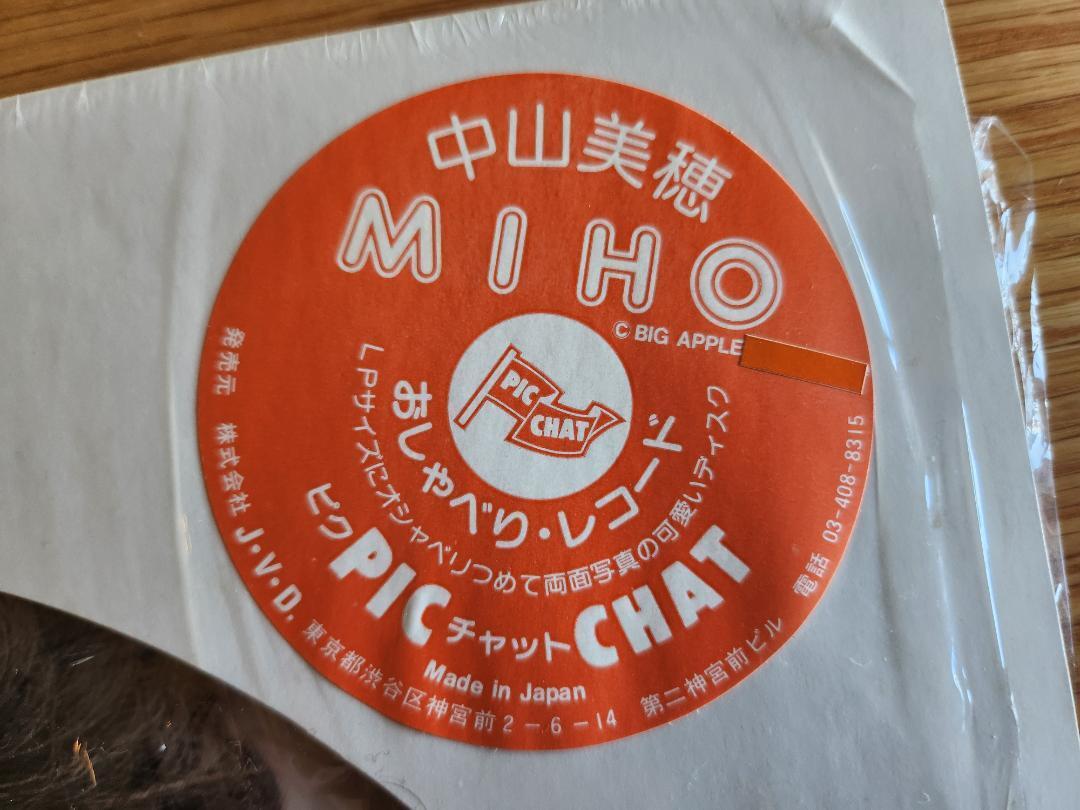 中山美穂
MIHO
© BIG APPLE
PIC
CHAT
おしゃべり・レコード
LPサイズにオシャベリつめて両面写真の可愛いディスク
ピクPICチャットCHAT
Made in Japan
発売元 株式会社 J.V.D. 東京都渋谷区神宮前2-6-14 第二神宮前ビル 電話 03-408-8315